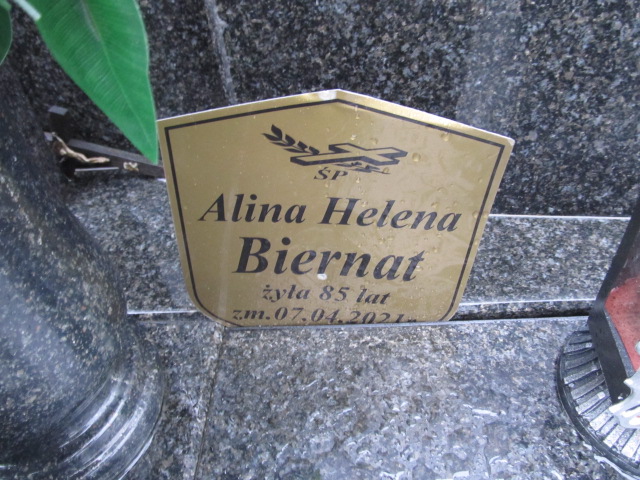 ŚP
Alina Helena
Biernat
żyła 85 lat
zm.07.04.2021r.